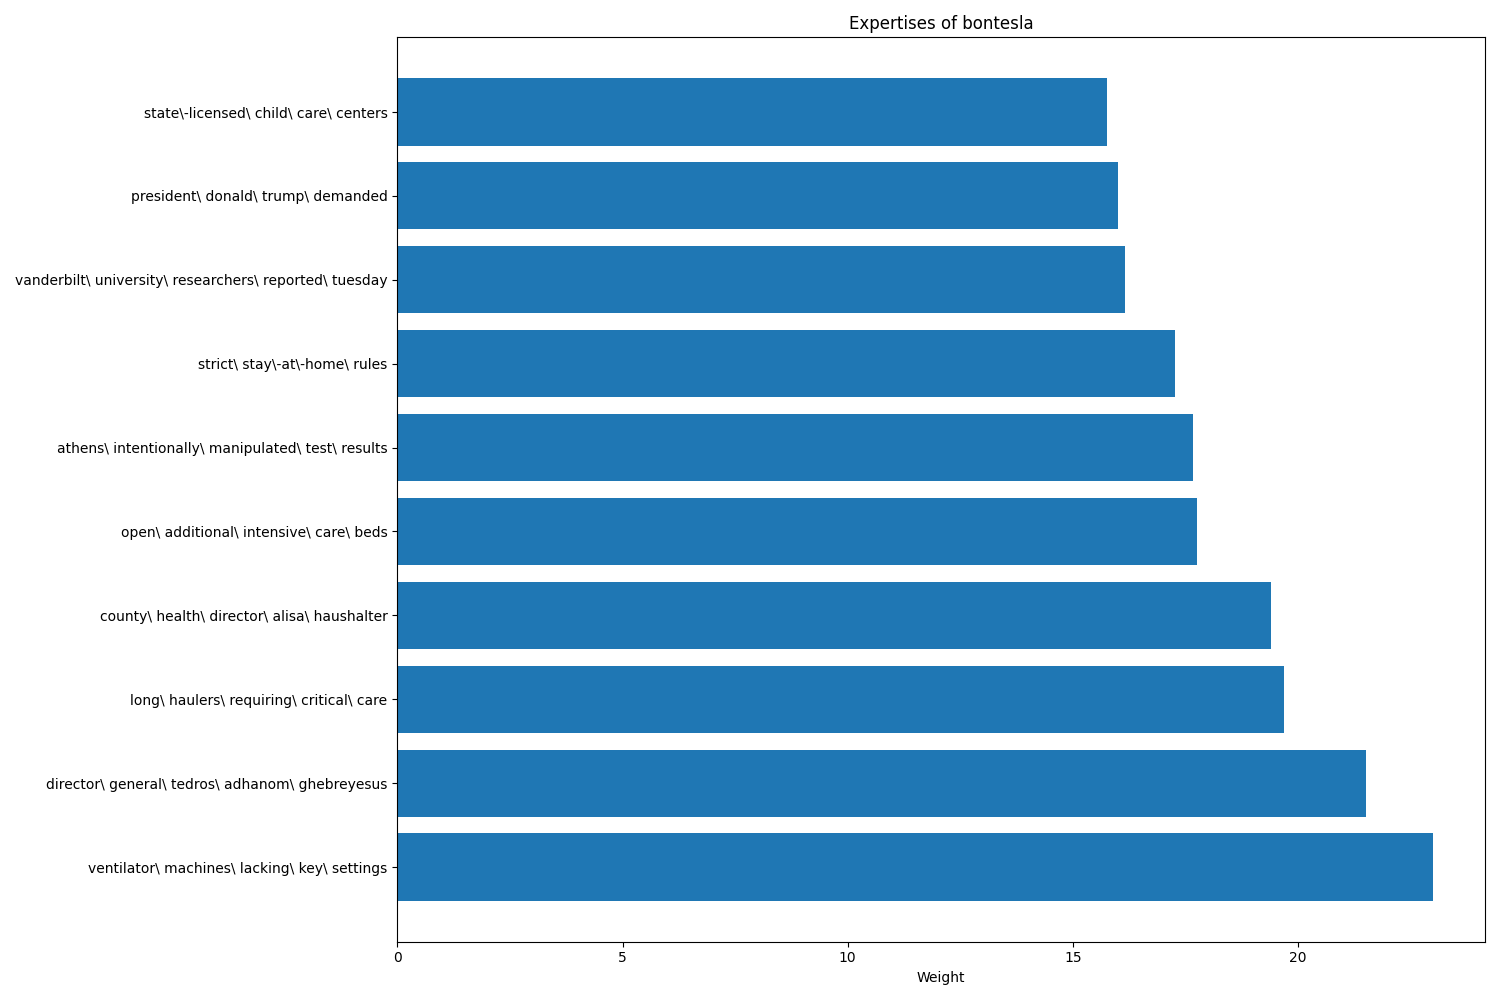 Expertises of bontesla
state\-licensed\ child\ care\ centers
president\ donald\ trump\ demanded
vanderbilt\ university\ researchers\ reported\ tuesday
strict\ stay\-at\-home\ rules
athens\ intentionally\ manipulated\ test\ results
open\ additional\ intensive\ care\ beds
county\ health\ director\ alisa\ haushalter
long\ haulers\ requiring\ critical\ care
director\ general\ tedros\ adhanom\ ghebreyesus
ventilator\ machines\ lacking\ key\ settings
0 5 10 15 20
Weight